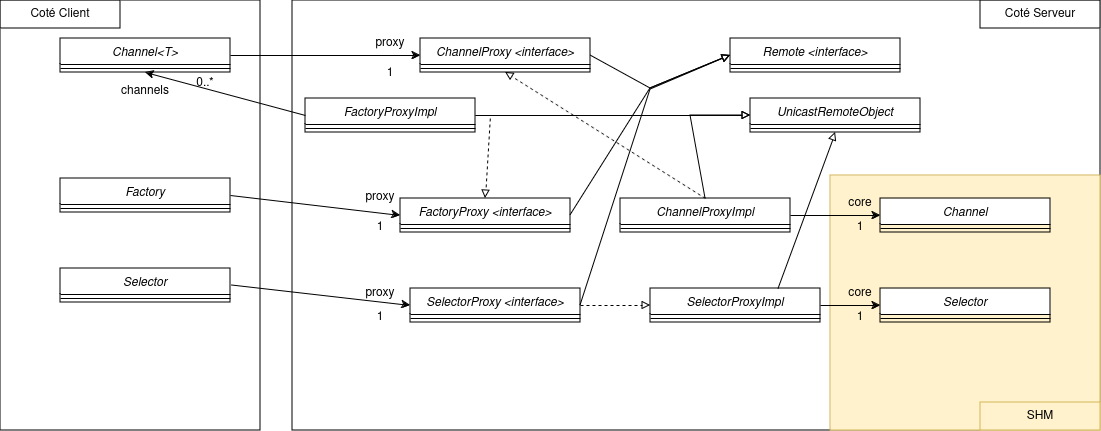 Coté Client
Coté Serveur
Channel<T>
proxy
1
ChannelProxy <interface>
Remote <interface>
0..*
channels
FactoryProxyImpl
UnicastRemoteObject
Factory
proxy
1
FactoryProxy <interface>
ChannelProxyImpl
core
1
Channel
Selector
proxy
1
SelectorProxy <interface>
SelectorProxyImpl
core
1
Selector
SHM